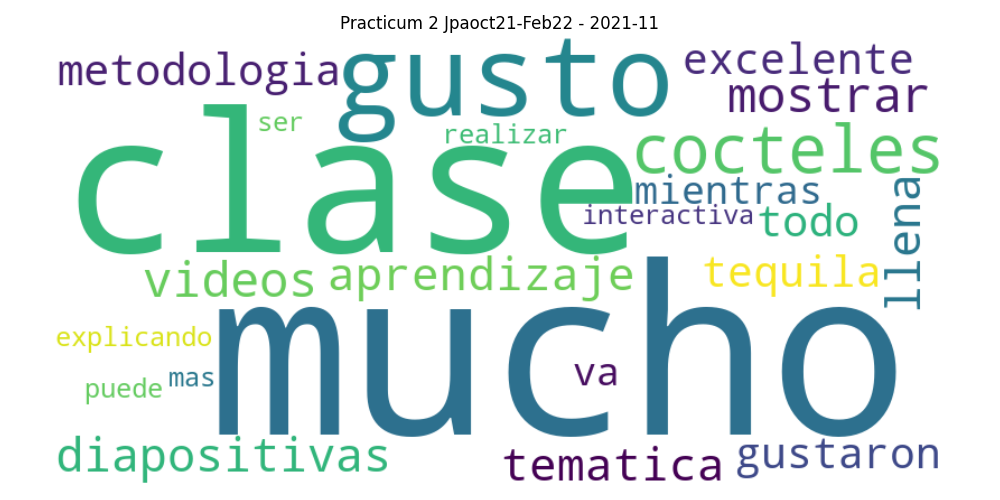 Practicum 2 Jpaoct21-Feb22 - 2021-11
metodologia
gusto
excelente
mostrar
clase
ser
realizar
cocteles
mientras
interactiva
todo
llena
videos
aprendizaje
tequila
mucho
explicando
puede
mas
va
diapositivas
tematica
gustaron